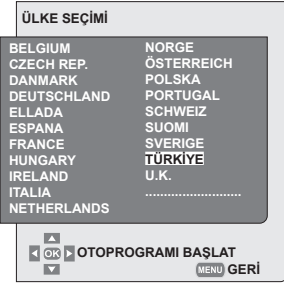 ÜLKE SEÇİMİ
BELGIUM
CZECH REP.
DANMARK
DEUTSCHLAND
ELLADA
ESPANA
FRANCE
HUNGARY
IRELAND
ITALIA
NETHERLANDS
NORGE
ÖSTERREICH
POLSKA
PORTUGAL
SCHWEIZ
SUOMI
SVERIGE
TÜRKİYE
U.K.
..........................
OK OTOPROGRAMI BAŞLAT
MENU GERİ